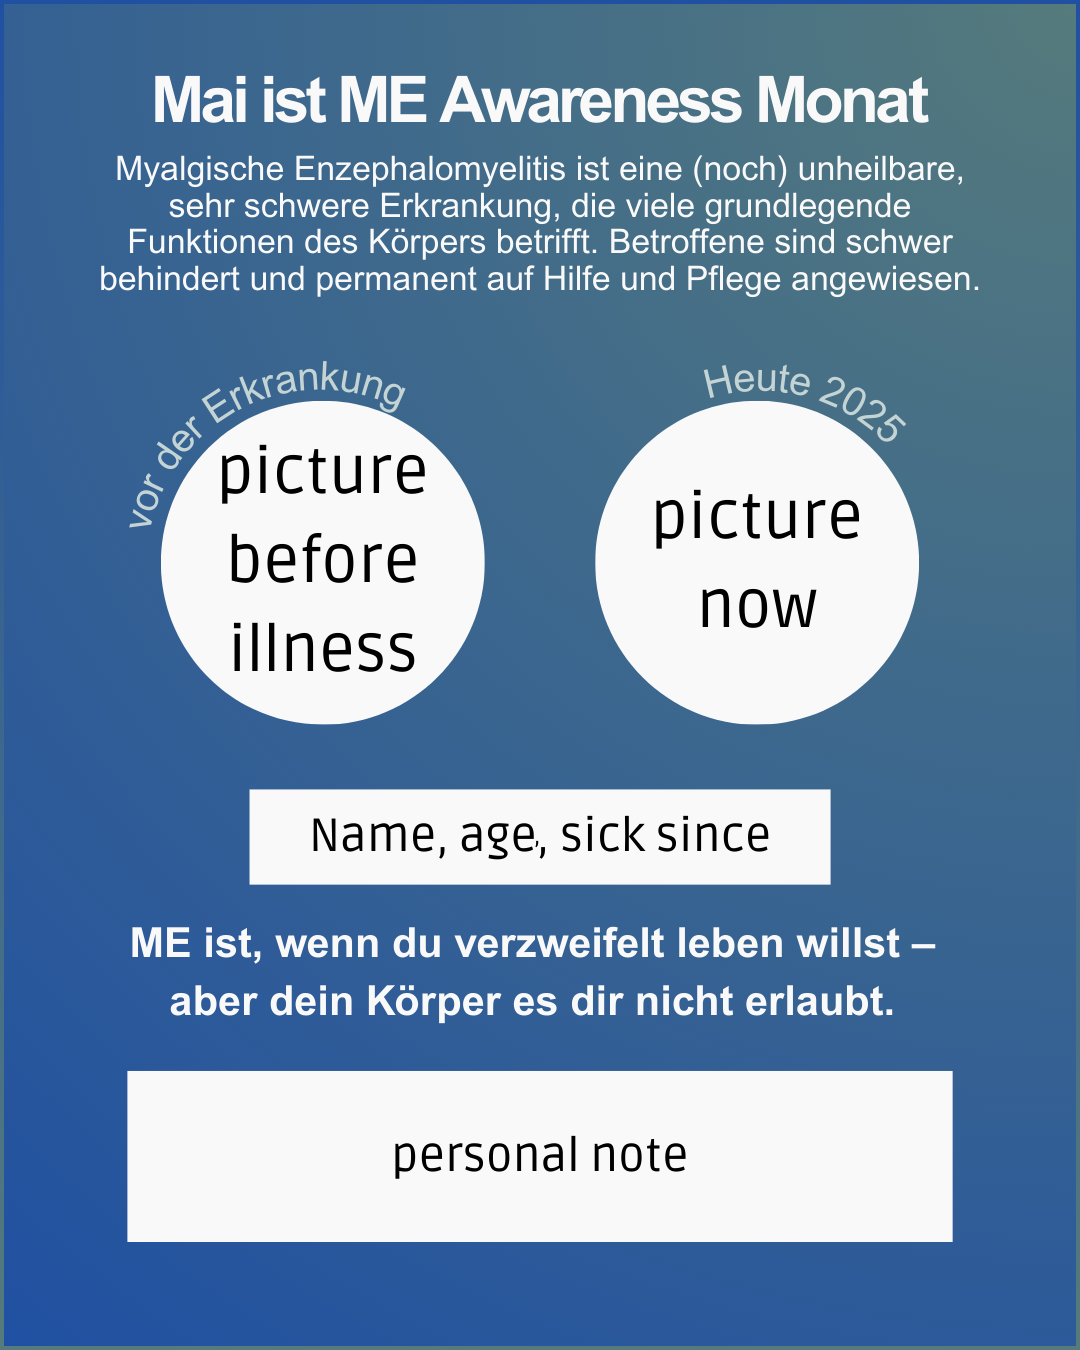 Mai ist ME Awareness Monat
Myalgische Enzephalomyelitis ist eine (noch) unheilbare,
sehr schwere Erkrankung, die viele grundlegende
Funktionen des Körpers betrifft. Betroffene sind schwer
behindert und permanent auf Hilfe und Pflege angewiesen.
vor der Erkrankung
picture
before
illness
Heute 2025
picture
now
Name, age,, sick since
ME ist, wenn du verzweifelt leben willst –
aber dein Körper es dir nicht erlaubt.
personal note